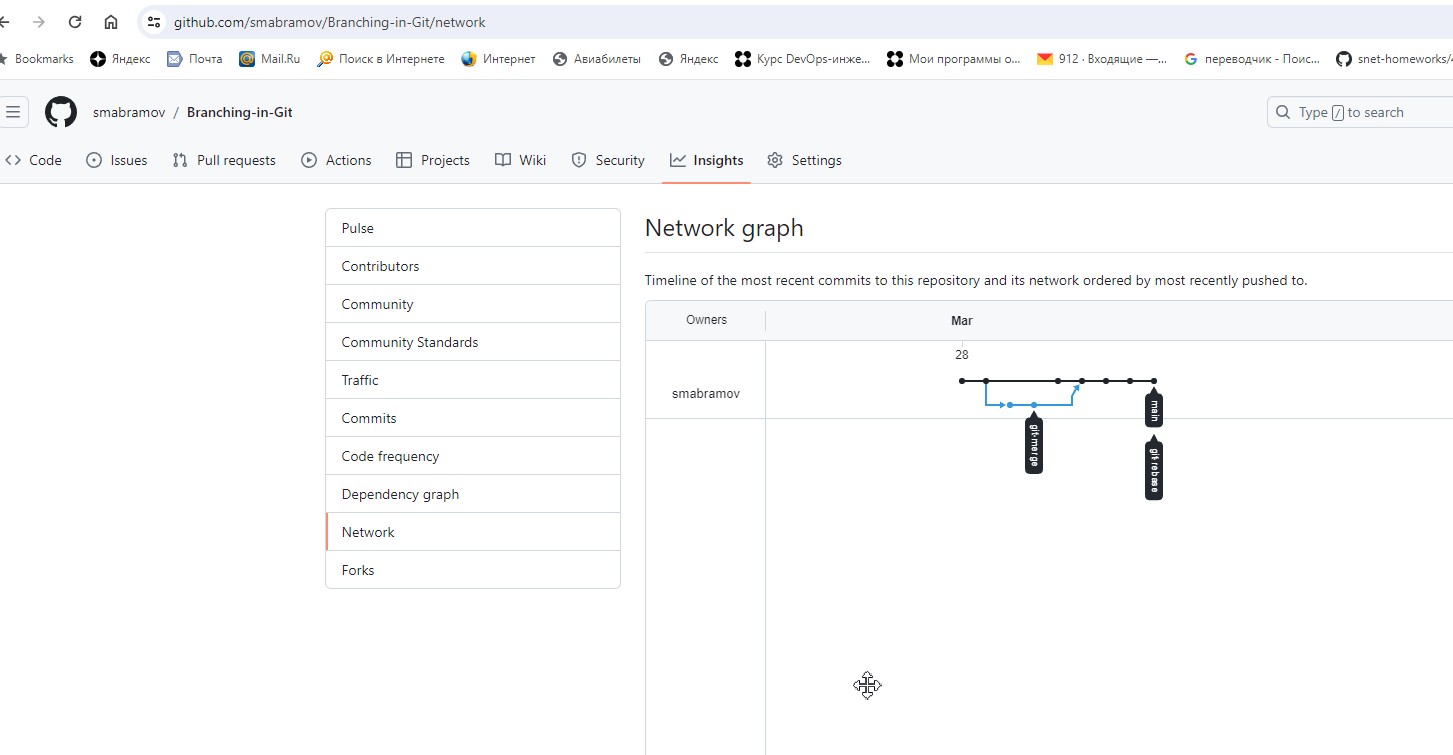 github.com/smabramov/Branching-in-Git/network
Bookmarks Яндекс Почта Mail.Ru Поиск в Интернете Интернет Авиабилеты Яндекс Курс DevOps-инже... Мои программы о... 912 · Входящие —... переводчик - Поис... snet-homeworks/
smabramov / Branching-in-Git
Type / to search
Code Issues Pull requests Actions Projects Wiki Security Insights Settings
Pulse
Contributors
Community
Community Standards
Traffic
Commits
Code frequency
Dependency graph
Network
Forks
Network graph
Timeline of the most recent commits to this repository and its network ordered by most recently pushed to.
Owners
Mar
28
smabramov
main
git-merge
git-rebase